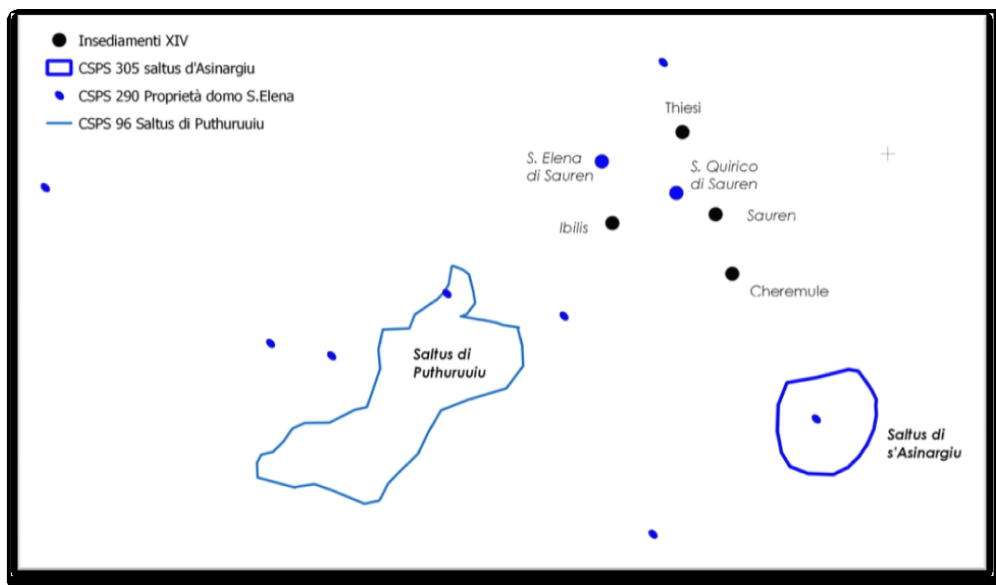 Insediamenti XIV
CSPS 305 saltus d'Asinargiu
CSPS 290 Proprietà domo S.Elena
CSPS 96 Saltus di Puthuruuiu
Thiesi
S. Elena
di Sauren
S. Quirico
di Sauren
Sauren
Ibilis
Cheremule
Saltus di
Puthuruuiu
Saltus di
s'Asinargiu